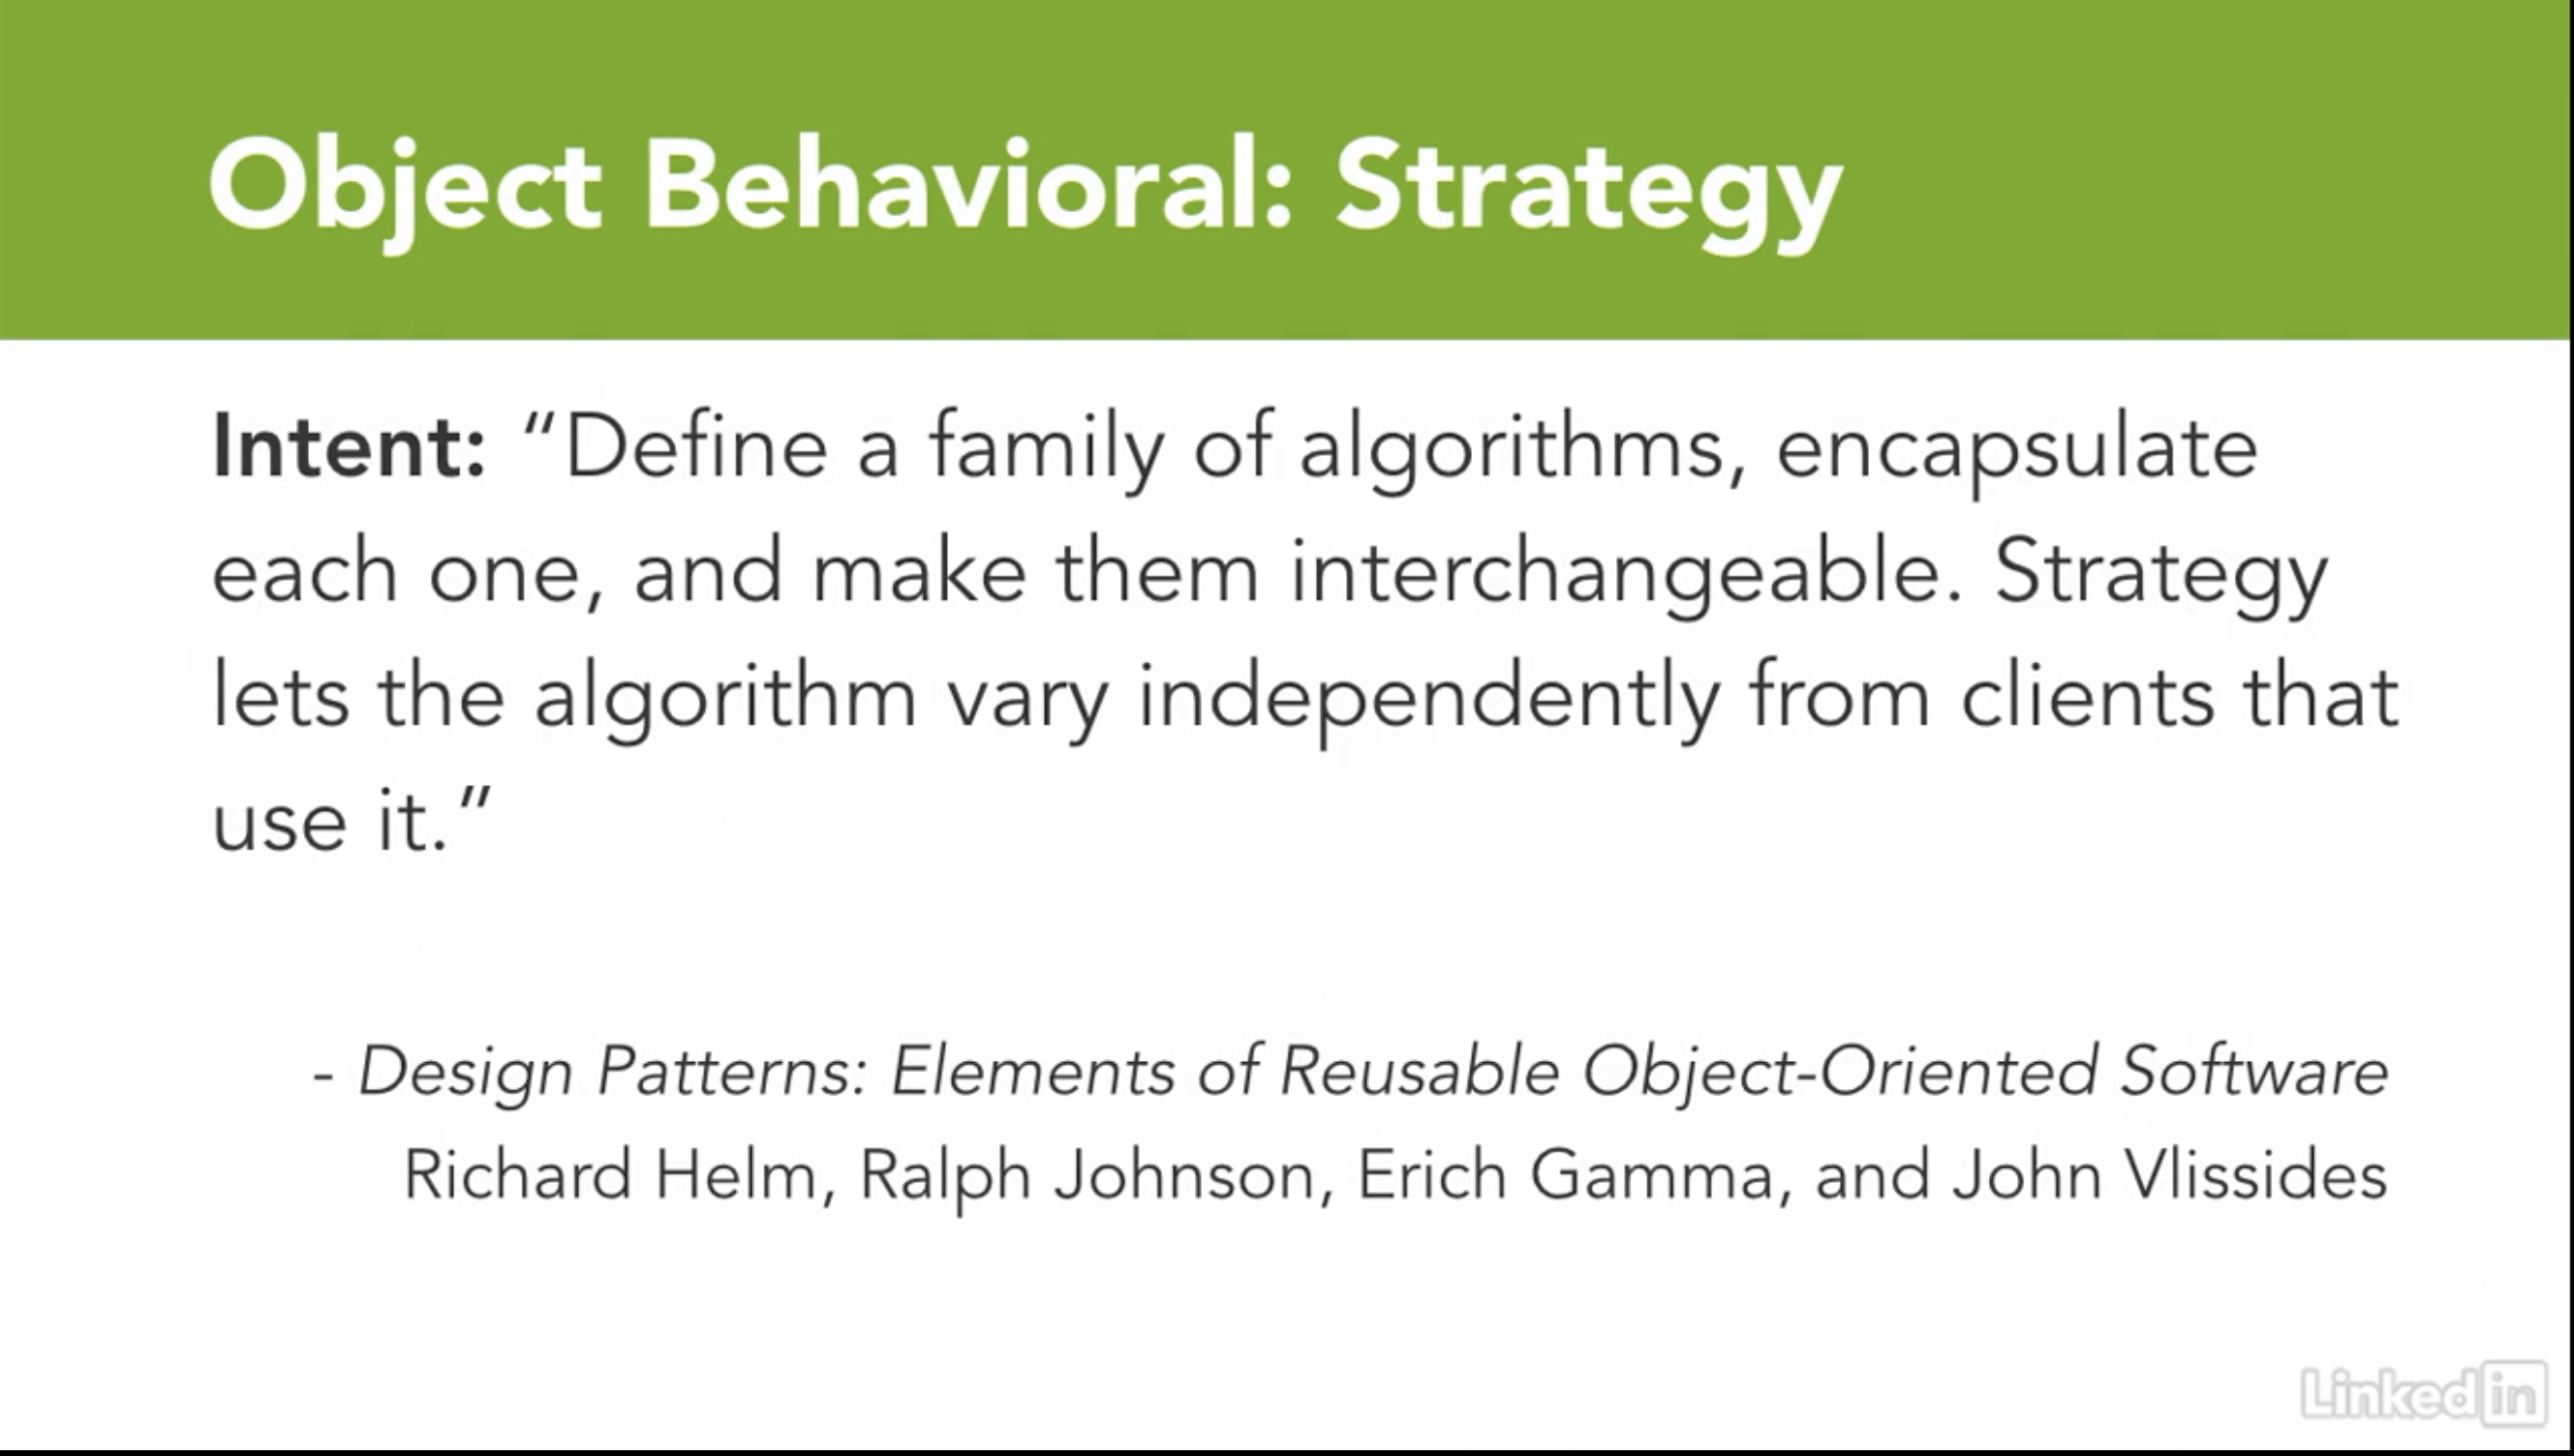 Object Behavioral: Strategy
Intent: “Define a family of algorithms, encapsulate
each one, and make them interchangeable. Strategy
lets the algorithm vary independently from clients that
use it.”
- Design Patterns: Elements of Reusable Object-Oriented Software
Richard Helm, Ralph Johnson, Erich Gamma, and John Vlissides
Linked in